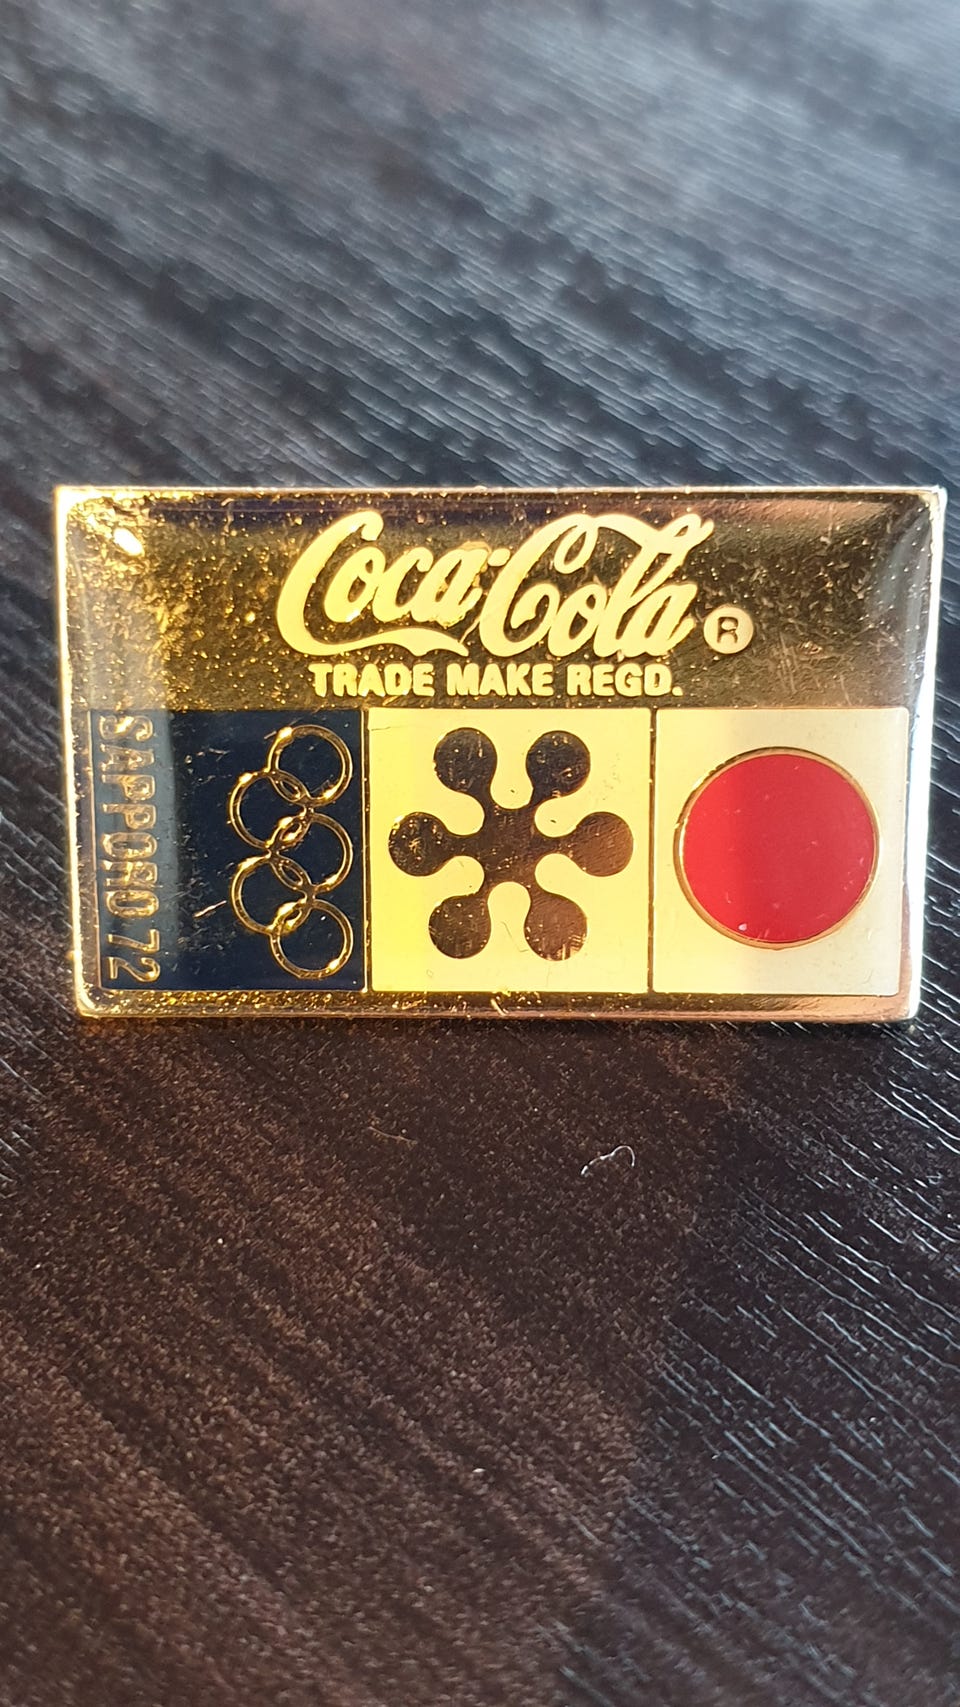 Coca-Cola ®
TRADE MAKE REGD.
SAPPORO 72